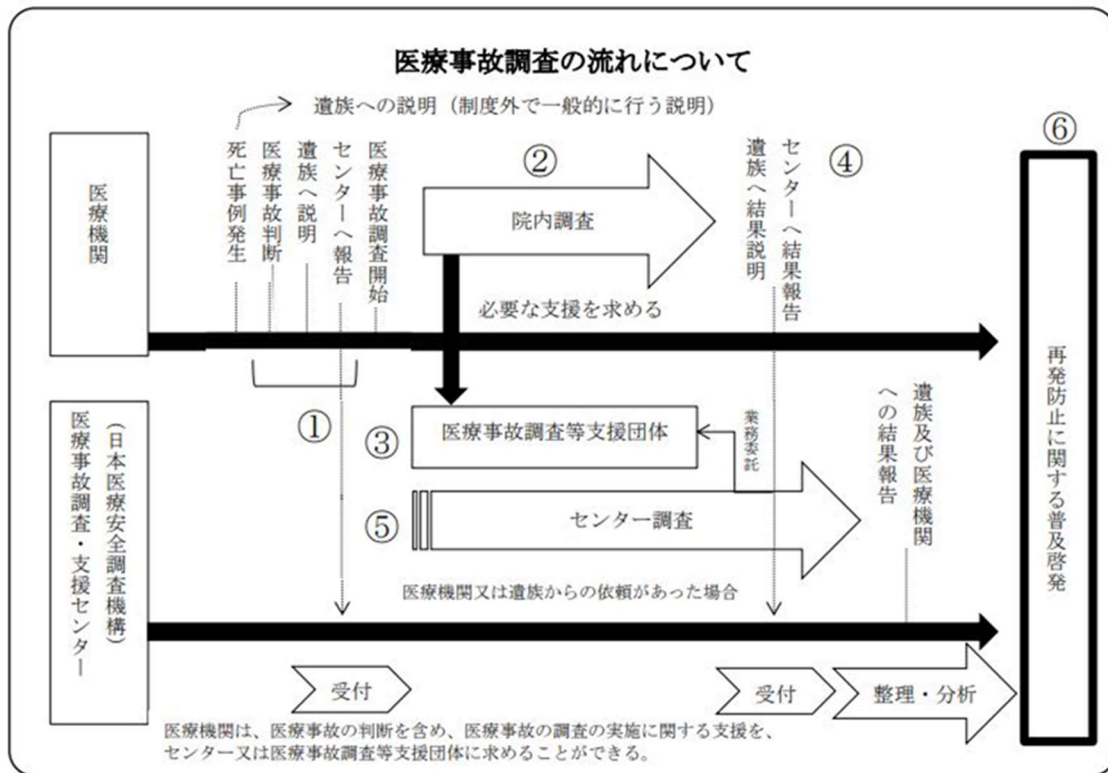 医療事故調査の流れについて
遺族への説明（制度外で一般的に行う説明）
医療機関
死亡事例発生
医療事故判断
遺族へ説明
センターへ報告
医療事故調査開始
②
院内調査
必要な支援を求める
遺族へ結果説明
センターへ結果報告
④
⑥
再発防止に関する普及啓発
①
③
医療事故調査等支援団体
業務委託
⑤
センター調査
医療機関又は遺族からの依頼があった場合
遺族及び医療機関
への結果報告
（日本医療安全調査機構）
医療事故調査・支援センター
受付
受付
整理・分析
医療機関は、医療事故の判断を含め、医療事故の調査の実施に関する支援を、
センター又は医療事故調査等支援団体に求めることができる。